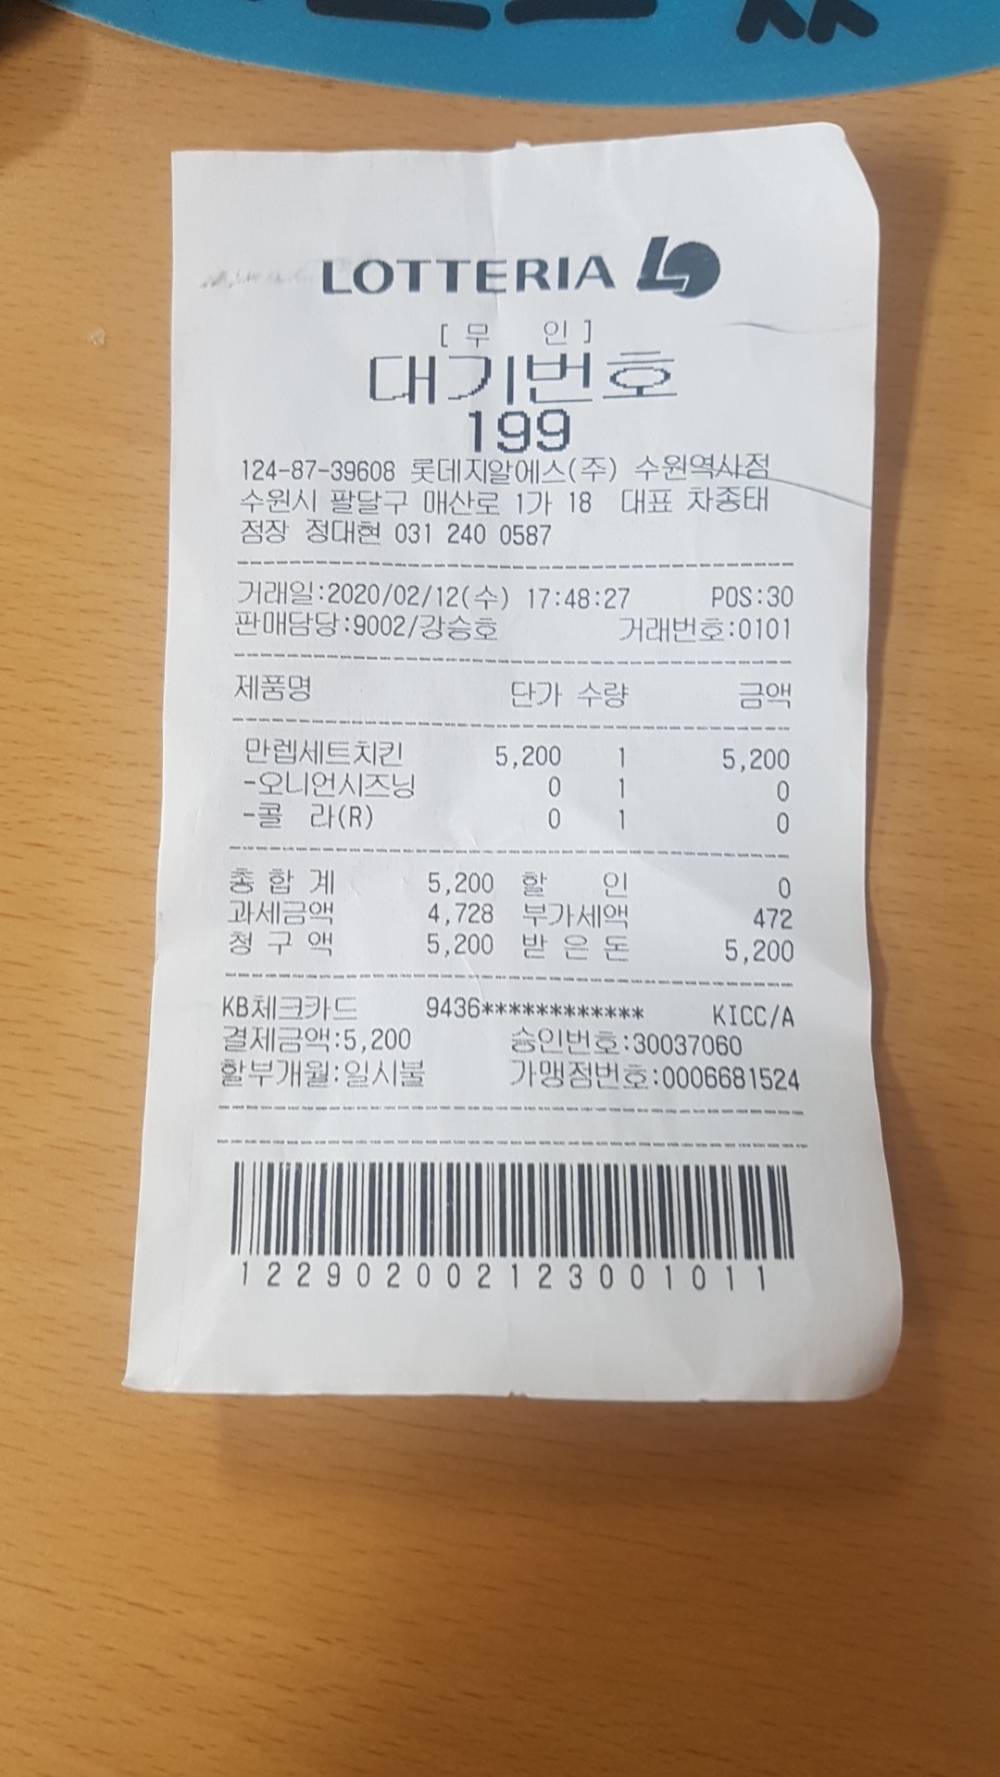 LOTTERIA
[무 인]
대기번호
199
124-87-39608 롯데지알에스(주) 수원역사점
수원시 팔달구 매산로 1가 18 대표 차종태
점장 정대현 031 240 0587
거래일:2020/02/12(수) 17:48:27 POS:30
판매담당:9002/강승호 거래번호:0101
제품명 단가 수량 금액
만렙세트치킨 5,200 1 5,200
-오니언시즈닝 0 1 0
-콜 라(R) 0 1 0
총 합 계 5,200 할 인 0
과세금액 4,728 부가세액 472
청 구 액 5,200 받 은 돈 5,200
KB체크카드 9436************ KICC/A
결제금액:5,200 승인번호:30037060
할부개월:일시불 가맹점번호:0006681524
122902002123001011